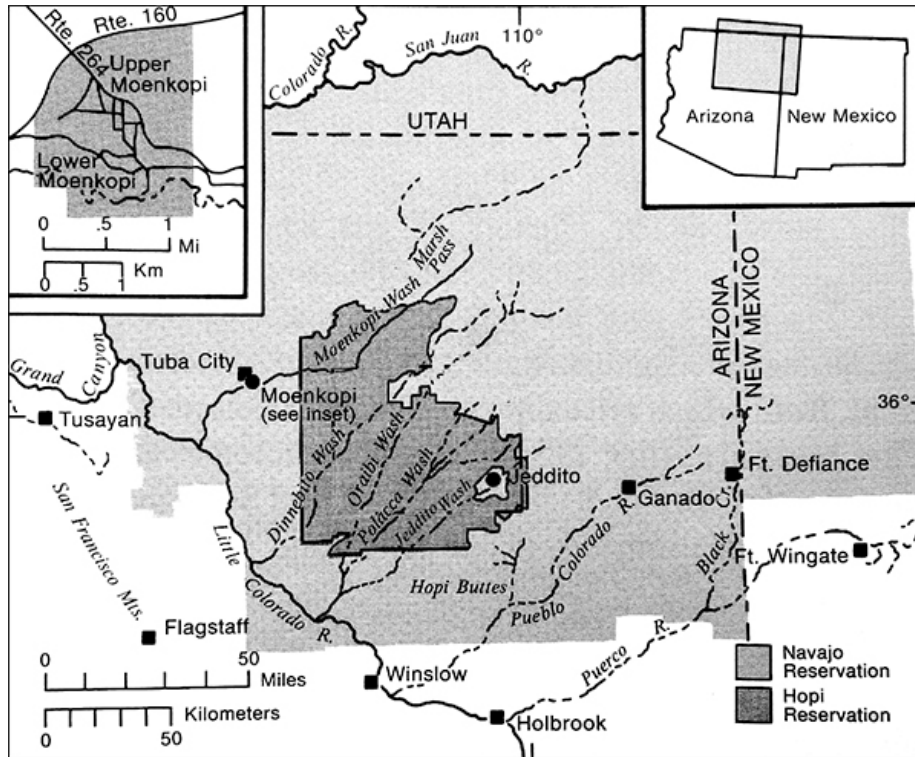 Rte. 160
Rte. 264
Upper
Moenkopi
Lower
Moenkopi
0 .5 1
Mi
Km
0 .5 1
Colorado R.
San Juan
R.
110°
Arizona
New Mexico
UTAH
Marsh
Pass
Moenkopi Wash
ARIZONA
NEW MEXICO
Grand
Canyon
Tuba City
Moenkopi
(see inset)
36°
Tusayan
Dinnebito Wash
Oraibi Wash
Polacca Wash
Jeddito Wash
Jeddito
Ft. Defiance
Ganado
San Francisco Mts.
Little
Colorado
R.
Hopi Buttes
Pueblo
Colorado R.
Black
Cr.
Ft. Wingate
Flagstaff
Puerco R.
0 50
Miles
Kilometers
0 50
Winslow
Holbrook
Navajo
Reservation
Hopi
Reservation